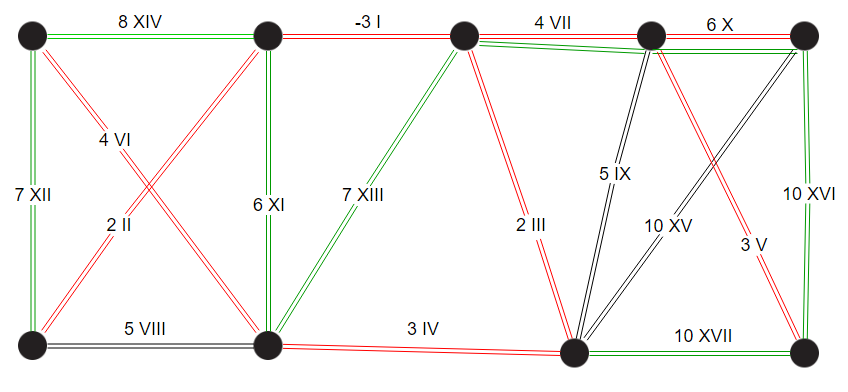 8 XIV
-3 I
4 VII
6 X
4 VI
7 XII
2 II
6 XI
7 XIII
5 IX
10 XV
2 III
3 V
10 XVI
5 VIII
3 IV
10 XVII